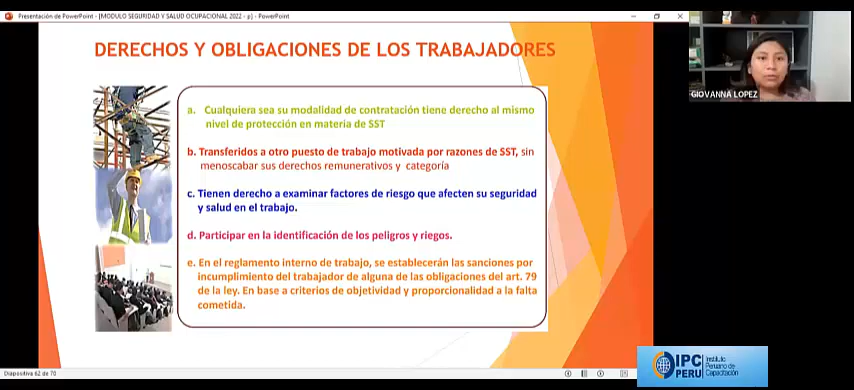 Presentación de PowerPoint - [MODULO SEGURIDAD Y SALUD OCUPACIONAL 2022 - p] - PowerPoint
DERECHOS Y OBLIGACIONES DE LOS TRABAJADORES
a. Cualquiera sea su modalidad de contratación tiene derecho al mismo
nivel de protección en materia de SST
b. Transferidos a otro puesto de trabajo motivada por razones de SST, sin
menoscabar sus derechos remunerativos y categoría
c. Tienen derecho a examinar factores de riesgo que afecten su seguridad
y salud en el trabajo.
d. Participar en la identificación de los peligros y riegos.
e. En el reglamento interno de trabajo, se establecerán las sanciones por
incumplimiento del trabajador de alguna de las obligaciones del art. 79
de la ley. En base a criterios de objetividad y proporcionalidad a la falta
cometida.
Diapositiva 62 de 70
GIOVANNA LOPEZ
IPC
PERU
Instituto
Peruano de
Capacitación